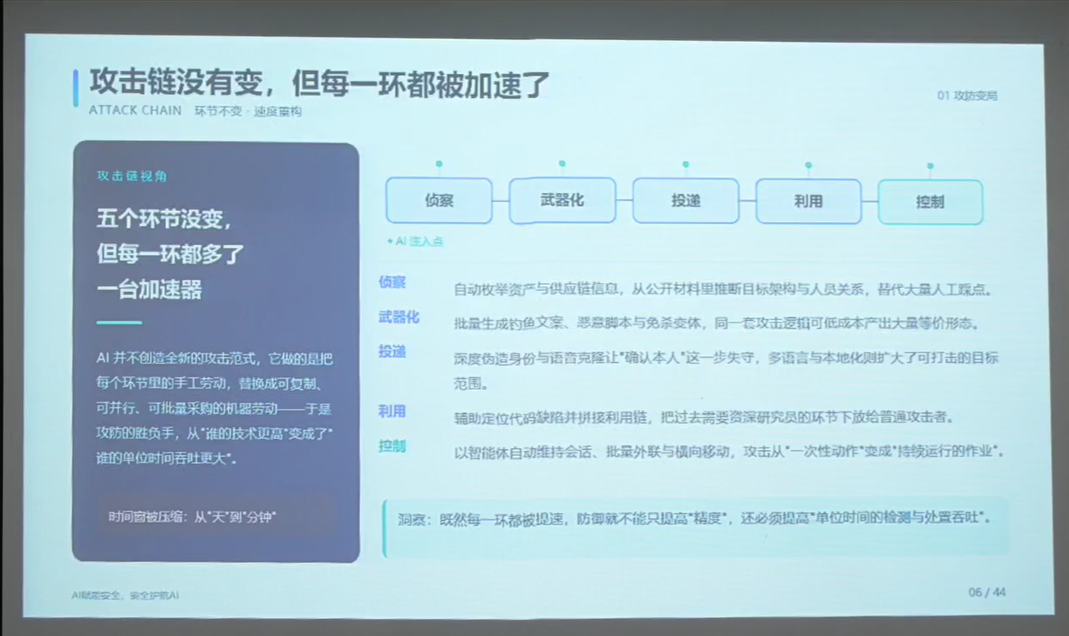 攻击链没有变，但每一环都被加速了
ATTACK CHAIN 环节不变 · 速度重构
01 攻防变局
攻击链视角
五个环节没变，
但每一环都多了
一台加速器
AI 并不创造全新的攻击范式，它做的是把
每个环节里的手工劳动，替换成可复制、
可并行、可批量采购的机器劳动——于是
攻防的胜负手，从"谁的技术更高"变成了"
谁的单位时间吞吐更大"。
时间窗被压缩：从"天"到"分钟"
侦察 武器化 投递 利用 控制
• AI 注入点
侦察 自动枚举资产与供应链信息，从公开材料里推断目标架构与人员关系，替代大量人工踩点。
武器化 批量生成钓鱼文案、恶意脚本与免杀变体，同一套攻击逻辑可低成本产出大量等价形态。
投递 深度伪造身份与语音克隆让"确认本人"这一步失守，多语言与本地化则扩大了可打击的目标
范围。
利用 辅助定位代码缺陷并拼接利用链，把过去需要资深研究员的环节下放给普通攻击者。
控制 以智能体自动维持会话、批量外联与横向移动，攻击从"一次性动作"变成"持续运行的作业"。
洞察：既然每一环都被提速，防御就不能只提高"精度"，还必须提高"单位时间的检测与处置吞吐"。
AI赋能安全，安全护航AI
06 / 44